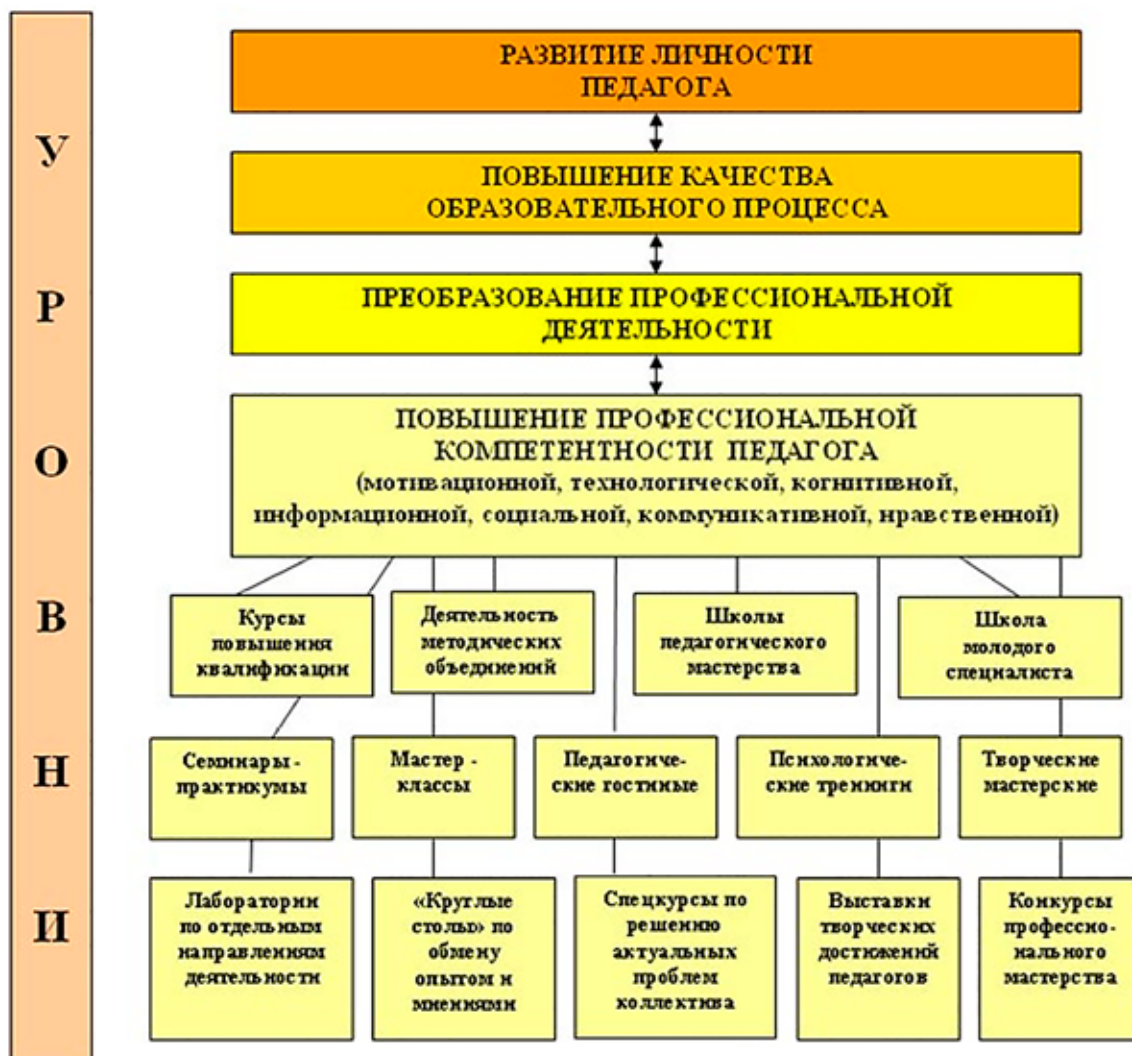 УРОВНИ
РАЗВИТИЕ ЛИЧНОСТИ
ПЕДАГОГА
ПОВЫШЕНИЕ КАЧЕСТВА
ОБРАЗОВАТЕЛЬНОГО ПРОЦЕССА
ПРЕОБРАЗОВАНИЕ ПРОФЕССИОНАЛЬНОЙ
ДЕЯТЕЛЬНОСТИ
ПОВЫШЕНИЕ ПРОФЕССИОНАЛЬНОЙ
КОМПЕТЕНТНОСТИ ПЕДАГОГА
(мотивационной, технологической, когнитивной,
информационной, социальной, коммуникативной, нравственной)
Курсы
повышения
квалификации
Деятельность
методических
объединений
Школы
педагогического
мастерства
Школа
молодого
специалиста
Семинары -
практикумы
Мастер -
классы
Педагогиче-
ские гостиные
Психологиче-
ские тренинги
Творческие
мастерские
Лаборатории
по отдельным
направлениям
деятельности
«Круглые
столы» по
обмену
опытом и
мнениями
Спецкурсы по
решению
актуальных
проблем
коллектива
Выставки
творческих
достижений
педагогов
Конкурсы
профессио-
нального
мастерства